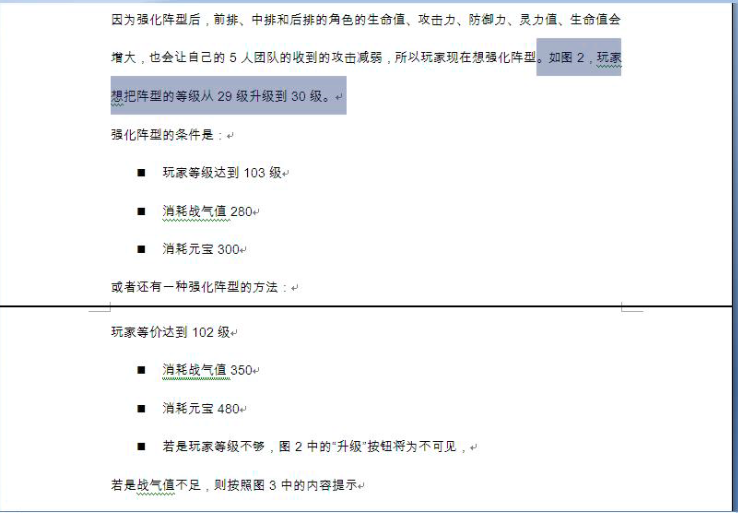 因为强化阵型后，前排、中排和后排的角色的生命值、攻击力、防御力、灵力值、生命值会
增大，也会让自己的 5 人团队的收到的攻击减弱，所以玩家现在想强化阵型。如图 2，玩家
想把阵型的等级从 29 级升级到 30 级。
强化阵型的条件是：
■ 玩家等级达到 103 级
■ 消耗战气值 280
■ 消耗元宝 300
或者还有一种强化阵型的方法：
玩家等价达到 102 级
■ 消耗战气值 350
■ 消耗元宝 480
■ 若是玩家等级不够，图 2 中的“升级”按钮将为不可见，
若是战气值不足，则按照图 3 中的内容提示